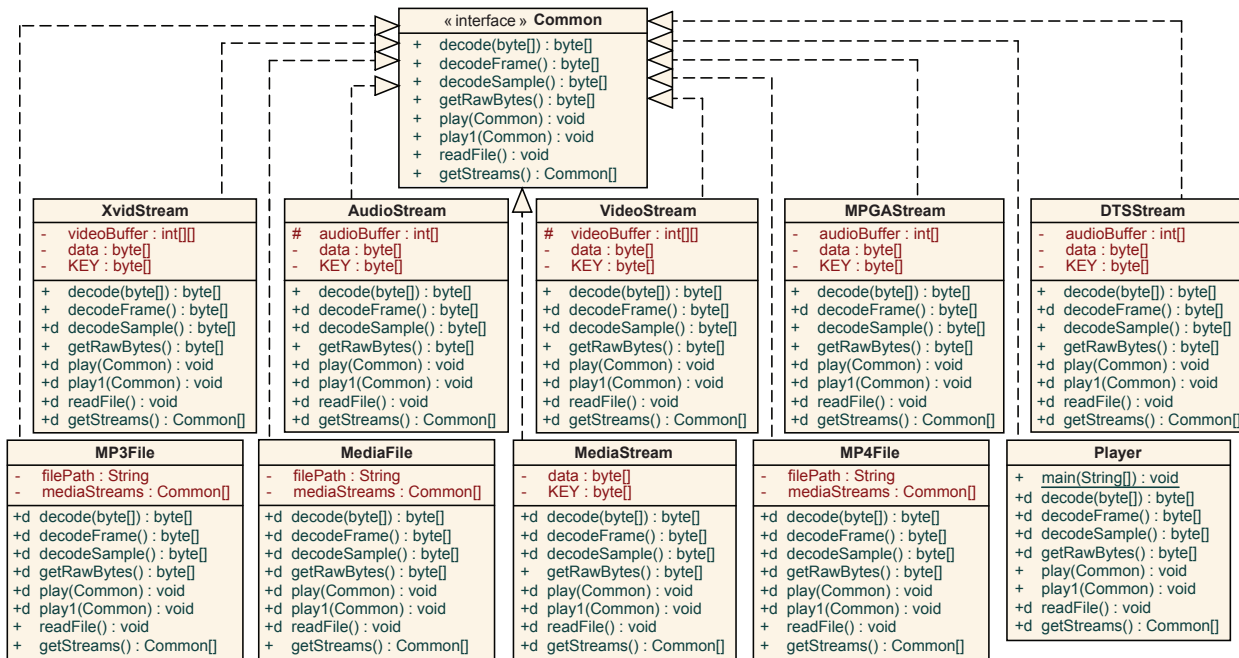 « interface » Common
+ decode(byte[]) : byte[]
+ decodeFrame() : byte[]
+ decodeSample() : byte[]
+ getRawBytes() : byte[]
+ play(Common) : void
+ play1(Common) : void
+ readFile() : void
+ getStreams() : Common[]
XvidStream
- videoBuffer : int[][]
- data : byte[]
- KEY : byte[]
+ decode(byte[]) : byte[]
+ decodeFrame() : byte[]
+d decodeSample() : byte[]
+ getRawBytes() : byte[]
+d play(Common) : void
+d play1(Common) : void
+d readFile() : void
+d getStreams() : Common[]
AudioStream
# audioBuffer : int[]
- data : byte[]
- KEY : byte[]
+ decode(byte[]) : byte[]
+d decodeFrame() : byte[]
+d decodeSample() : byte[]
+ getRawBytes() : byte[]
+d play(Common) : void
+d play1(Common) : void
+d readFile() : void
+d getStreams() : Common[]
VideoStream
# videoBuffer : int[][]
- data : byte[]
- KEY : byte[]
+ decode(byte[]) : byte[]
+d decodeFrame() : byte[]
+d decodeSample() : byte[]
+ getRawBytes() : byte[]
+d play(Common) : void
+d play1(Common) : void
+d readFile() : void
+d getStreams() : Common[]
MPGAStream
- audioBuffer : int[]
- data : byte[]
- KEY : byte[]
+ decode(byte[]) : byte[]
+d decodeFrame() : byte[]
+ decodeSample() : byte[]
+ getRawBytes() : byte[]
+d play(Common) : void
+d play1(Common) : void
+d readFile() : void
+d getStreams() : Common[]
DTSStream
- audioBuffer : int[]
- data : byte[]
- KEY : byte[]
+ decode(byte[]) : byte[]
+d decodeFrame() : byte[]
+ decodeSample() : byte[]
+ getRawBytes() : byte[]
+d play(Common) : void
+d play1(Common) : void
+d readFile() : void
+d getStreams() : Common[]
MP3File
- filePath : String
- mediaStreams : Common[]
+d decode(byte[]) : byte[]
+d decodeFrame() : byte[]
+d decodeSample() : byte[]
+d getRawBytes() : byte[]
+d play(Common) : void
+d play1(Common) : void
+ readFile() : void
+ getStreams() : Common[]
MediaFile
- filePath : String
- mediaStreams : Common[]
+d decode(byte[]) : byte[]
+d decodeFrame() : byte[]
+d decodeSample() : byte[]
+d getRawBytes() : byte[]
+d play(Common) : void
+d play1(Common) : void
+d readFile() : void
+ getStreams() : Common[]
MediaStream
- data : byte[]
- KEY : byte[]
+d decode(byte[]) : byte[]
+d decodeFrame() : byte[]
+d decodeSample() : byte[]
+ getRawBytes() : byte[]
+d play(Common) : void
+d play1(Common) : void
+d readFile() : void
+d getStreams() : Common[]
MP4File
- filePath : String
- mediaStreams : Common[]
+d decode(byte[]) : byte[]
+d decodeFrame() : byte[]
+d decodeSample() : byte[]
+d getRawBytes() : byte[]
+d play(Common) : void
+d play1(Common) : void
+ readFile() : void
+ getStreams() : Common[]
Player
+ main(String[]) : void
+d decode(byte[]) : byte[]
+d decodeFrame() : byte[]
+d decodeSample() : byte[]
+d getRawBytes() : byte[]
+ play(Common) : void
+ play1(Common) : void
+d readFile() : void
+d getStreams() : Common[]